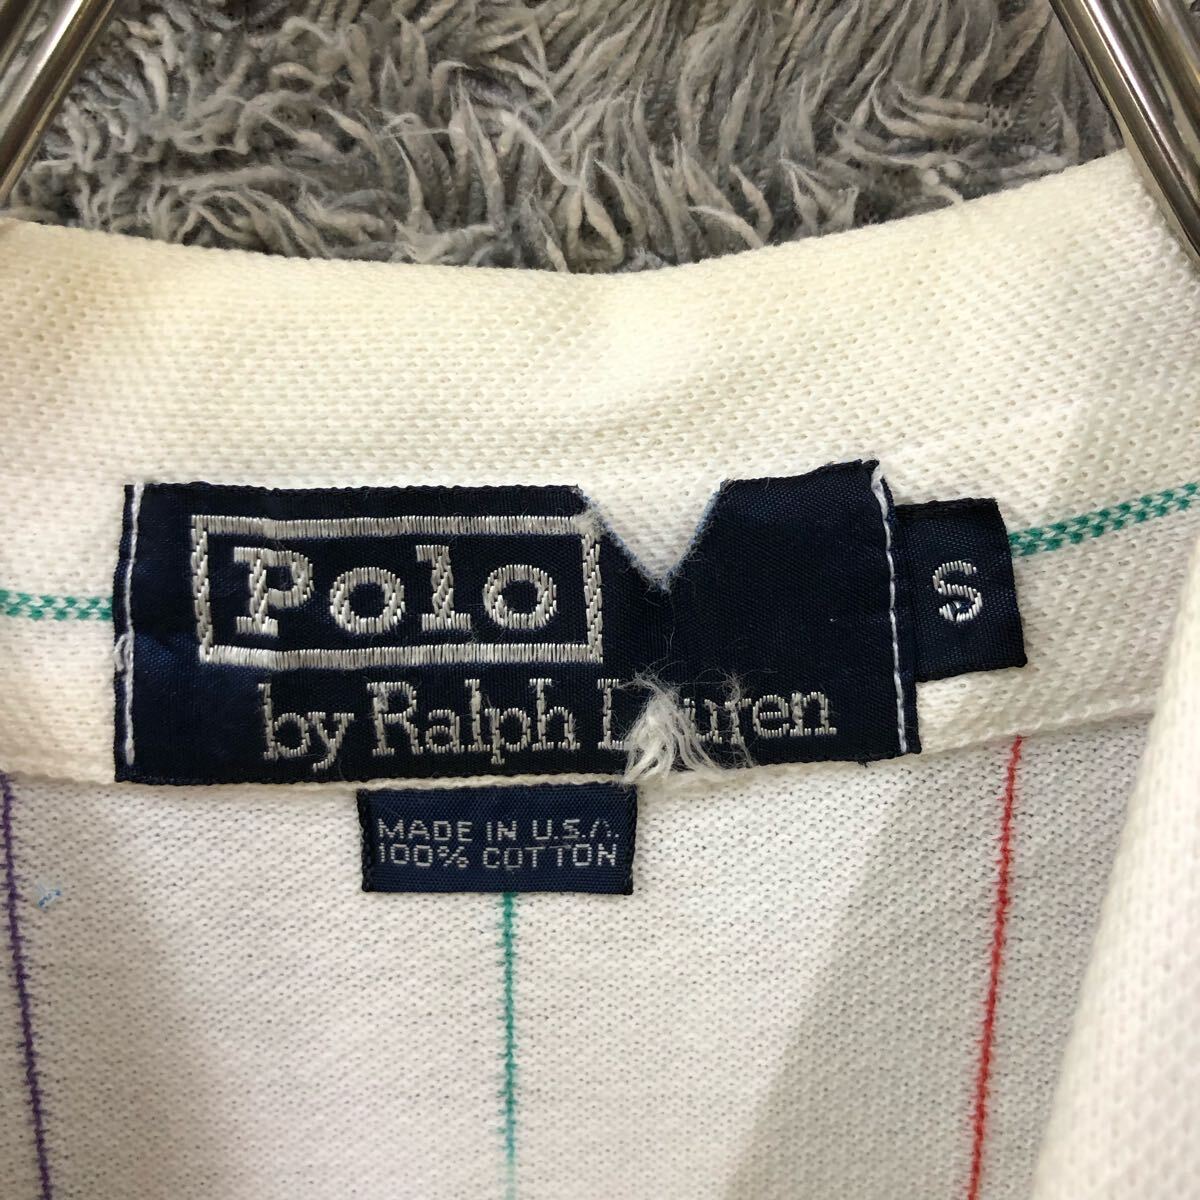 Polo
by Ralph Lauren
S
MADE IN U.S.A.
100% COTTON